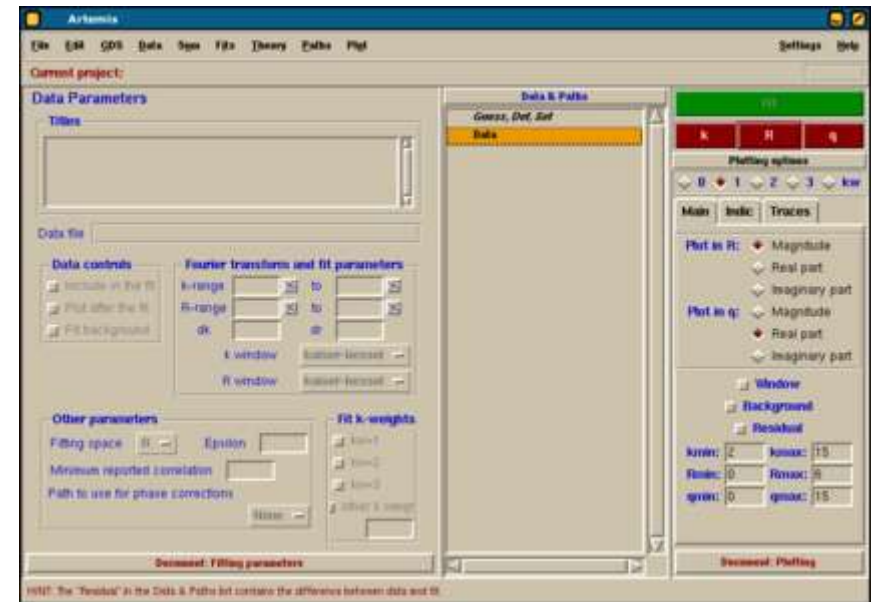 Artemis
File Edit GDS Data Sum Fits Theory Paths Plot Settings Help
Current project:
Data Parameters
Titles
Data file
Data controls
Include in the fit
Plot after the fit
Fit background
Fourier transform and fit parameters
k-range to
R-range to
dk dr
k window kaiser-bessel
R window kaiser-bessel
Other parameters
Fitting space R Epsilon
Minimum reported correlation
Path to use for phase corrections
None
Fit k-weights
kw=1
kw=2
kw=3
other k weight
Document: Fitting parameters
Data & Paths
Guess, Def, Set
Data
Fit
k R q
Plotting options
0 1 2 3 kw
Main Indic Traces
Plot in R: Magnitude
Real part
Imaginary part
Plot in q: Magnitude
Real part
Imaginary part
Window
Background
Residual
kmin: 2 kmax: 15
Rmin: 0 Rmax: 6
qmin: 0 qmax: 15
Document: Plotting
HINT: The "Residual" in the Data & Paths list contains the difference between data and fit